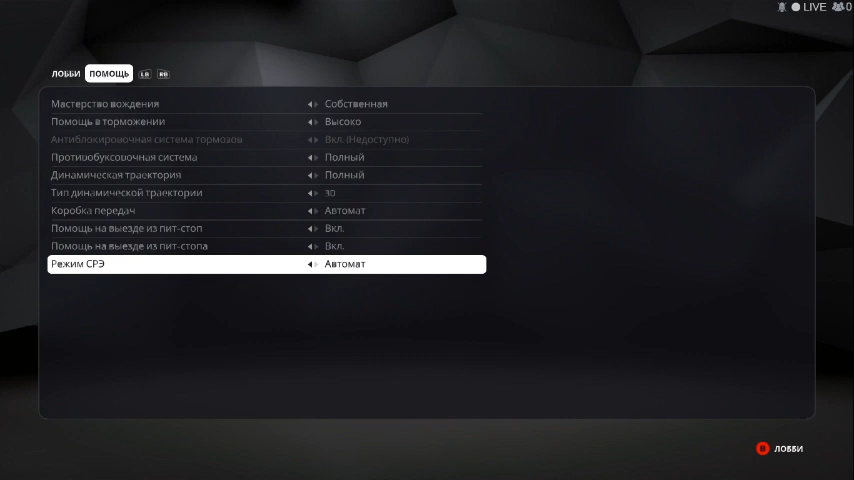 LIVE 0
ЛОББИ ПОМОЩЬ LB RB
Мастерство вождения Собственная
Помощь в торможении Высоко
Антиблокировочная система тормозов Вкл. (Недоступно)
Противобуксовочная система Полный
Динамическая траектория Полный
Тип динамической траектории 3D
Коробка передач Автомат
Помощь на выезде из пит-стоп Вкл.
Помощь на выезде из пит-стопа Вкл.
Режим СРЭ Автомат
ЛОББИ